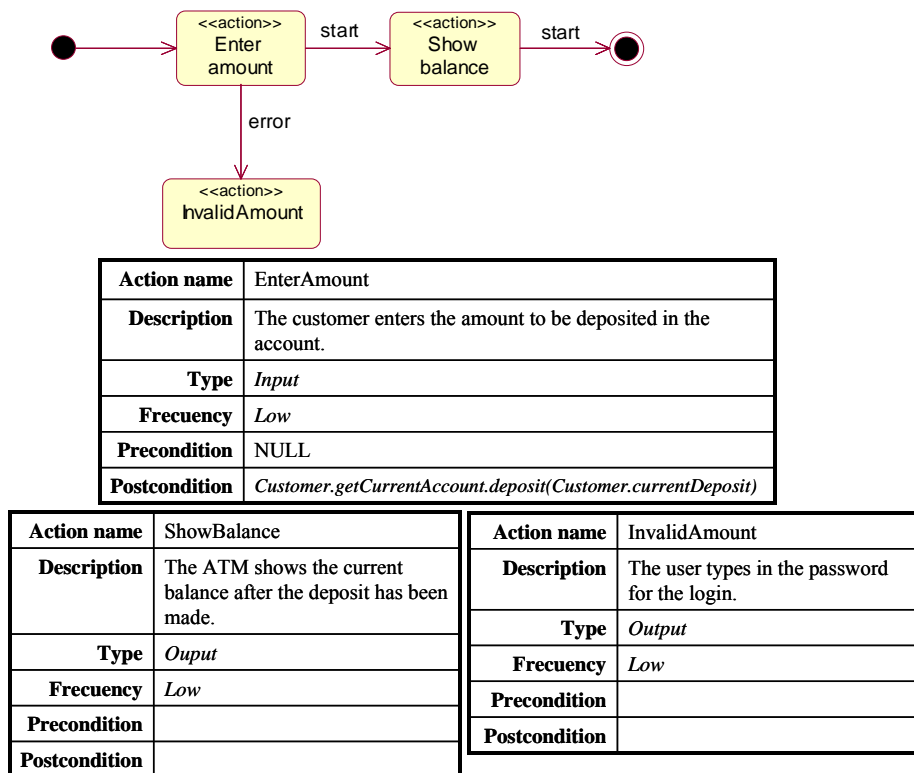 <<action>>
Enter
amount
start
<<action>>
Show
balance
start
error
<<action>>
InvalidAmount
Action name EnterAmount
Description The customer enters the amount to be deposited in the
account.
Type Input
Frecuency Low
Precondition NULL
Postcondition Customer.getCurrentAccount.deposit(Customer.currentDeposit)
Action name ShowBalance
Description The ATM shows the current
balance after the deposit has been
made.
Type Ouput
Frecuency Low
Precondition
Postcondition
Action name InvalidAmount
Description The user types in the password
for the login.
Type Output
Frecuency Low
Precondition
Postcondition